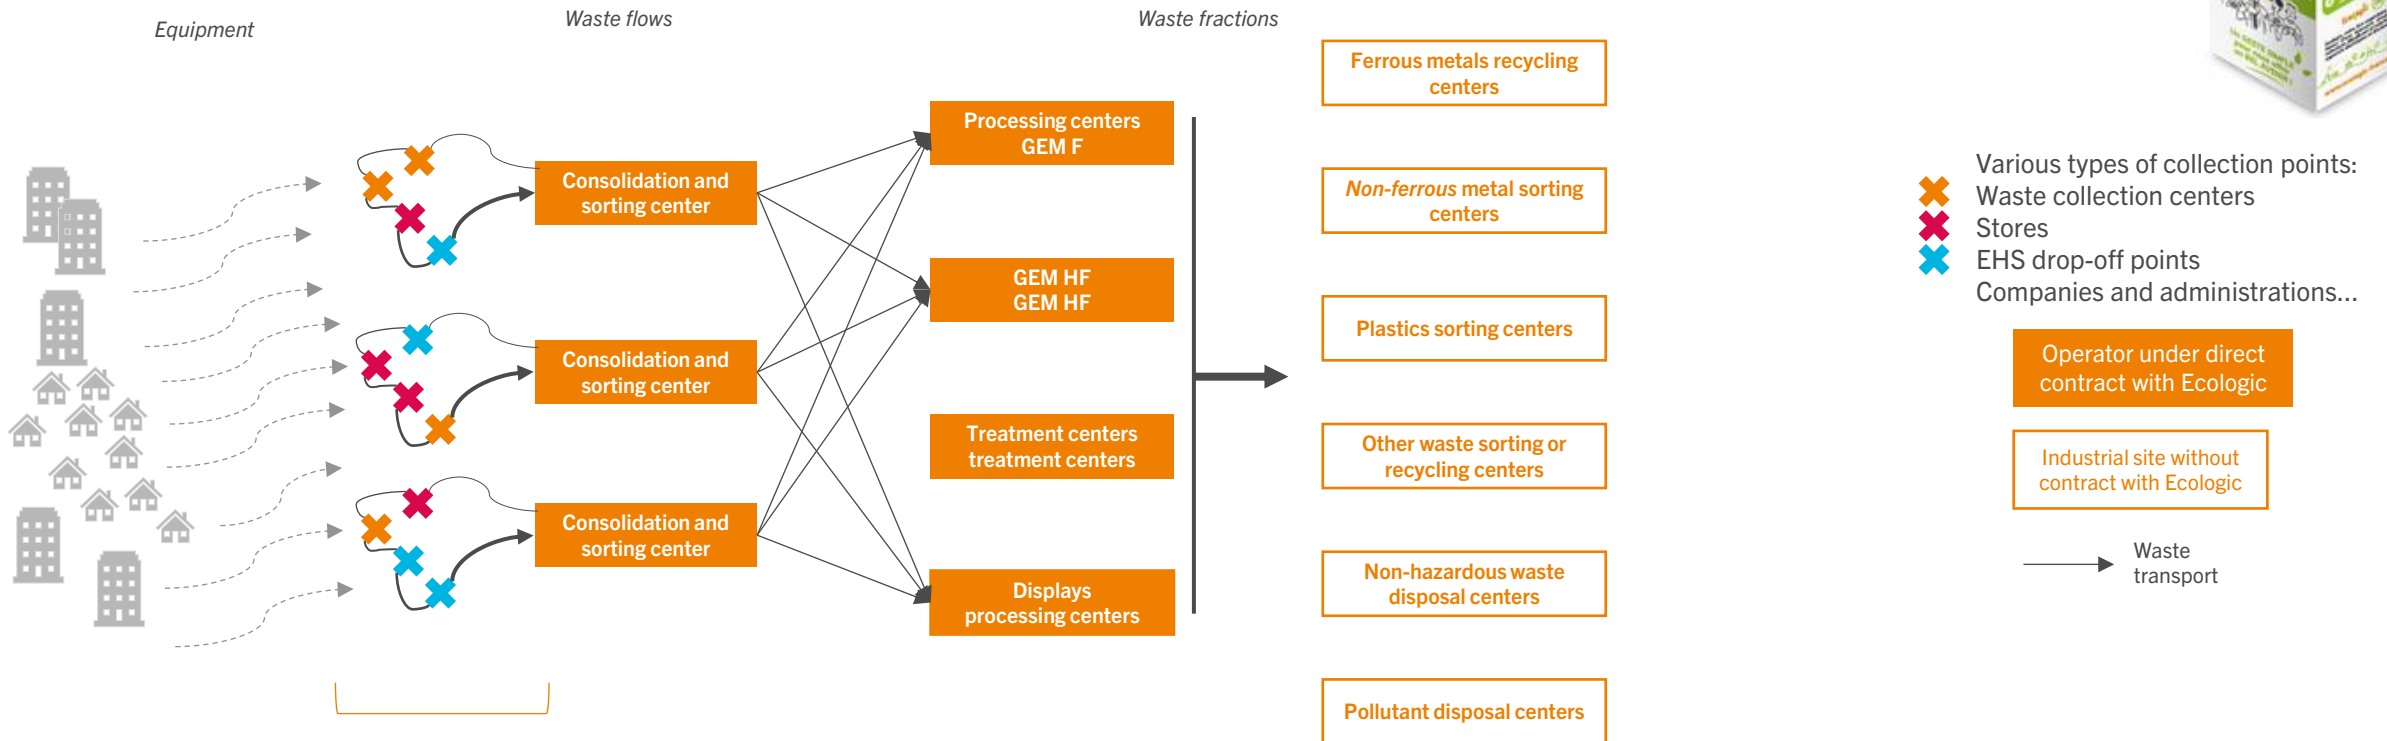 Equipment
Waste flows
Waste fractions
Consolidation and
sorting center
Consolidation and
sorting center
Consolidation and
sorting center
Processing centers
GEM F
GEM HF
GEM HF
Treatment centers
treatment centers
Displays
processing centers
Ferrous metals recycling
centers
Non-ferrous metal sorting
centers
Plastics sorting centers
Other waste sorting or
recycling centers
Non-hazardous waste
disposal centers
Pollutant disposal centers
Various types of collection points:
Waste collection centers
Stores
EHS drop-off points
Companies and administrations...
Operator under direct
contract with Ecologic
Industrial site without
contract with Ecologic
Waste
transport